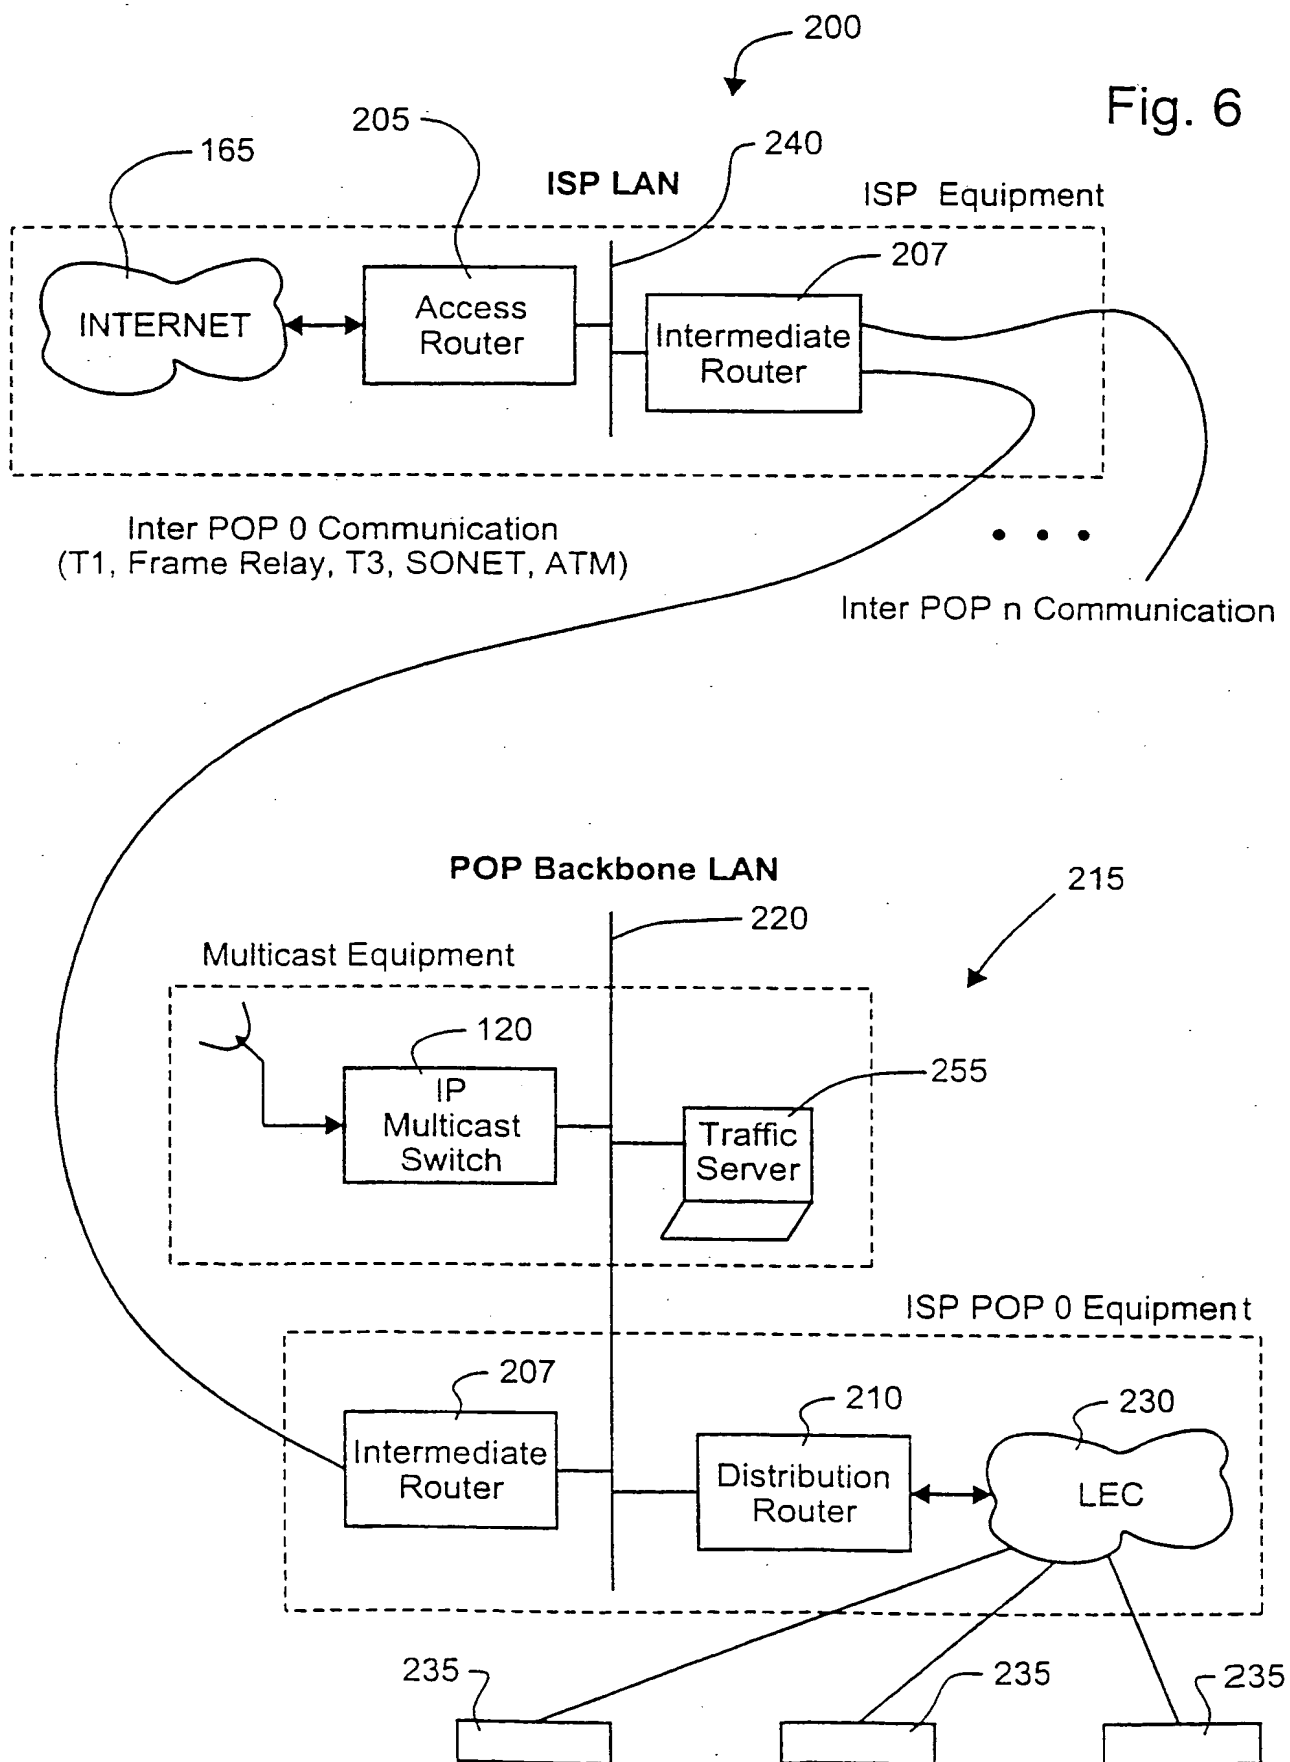 200
Fig. 6
205
240
165
ISP LAN
ISP Equipment
207
INTERNET
Access
Router
Intermediate
Router
Inter POP 0 Communication
(T1, Frame Relay, T3, SONET, ATM)
Inter POP n Communication
POP Backbone LAN
215
220
Multicast Equipment
120
255
IP
Multicast
Switch
Traffic
Server
ISP POP 0 Equipment
207
210
230
Intermediate
Router
Distribution
Router
LEC
235
235
235